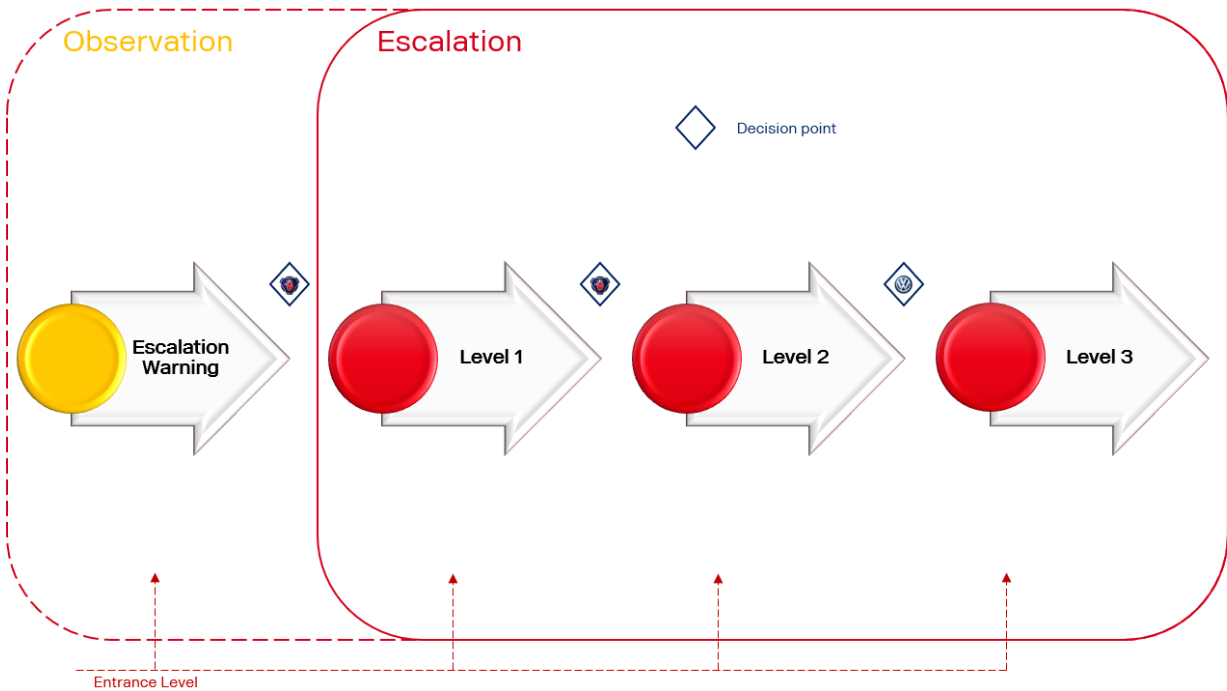 Observation
Escalation
Decision point
Escalation
Warning
Level 1
Level 2
Level 3
Entrance Level